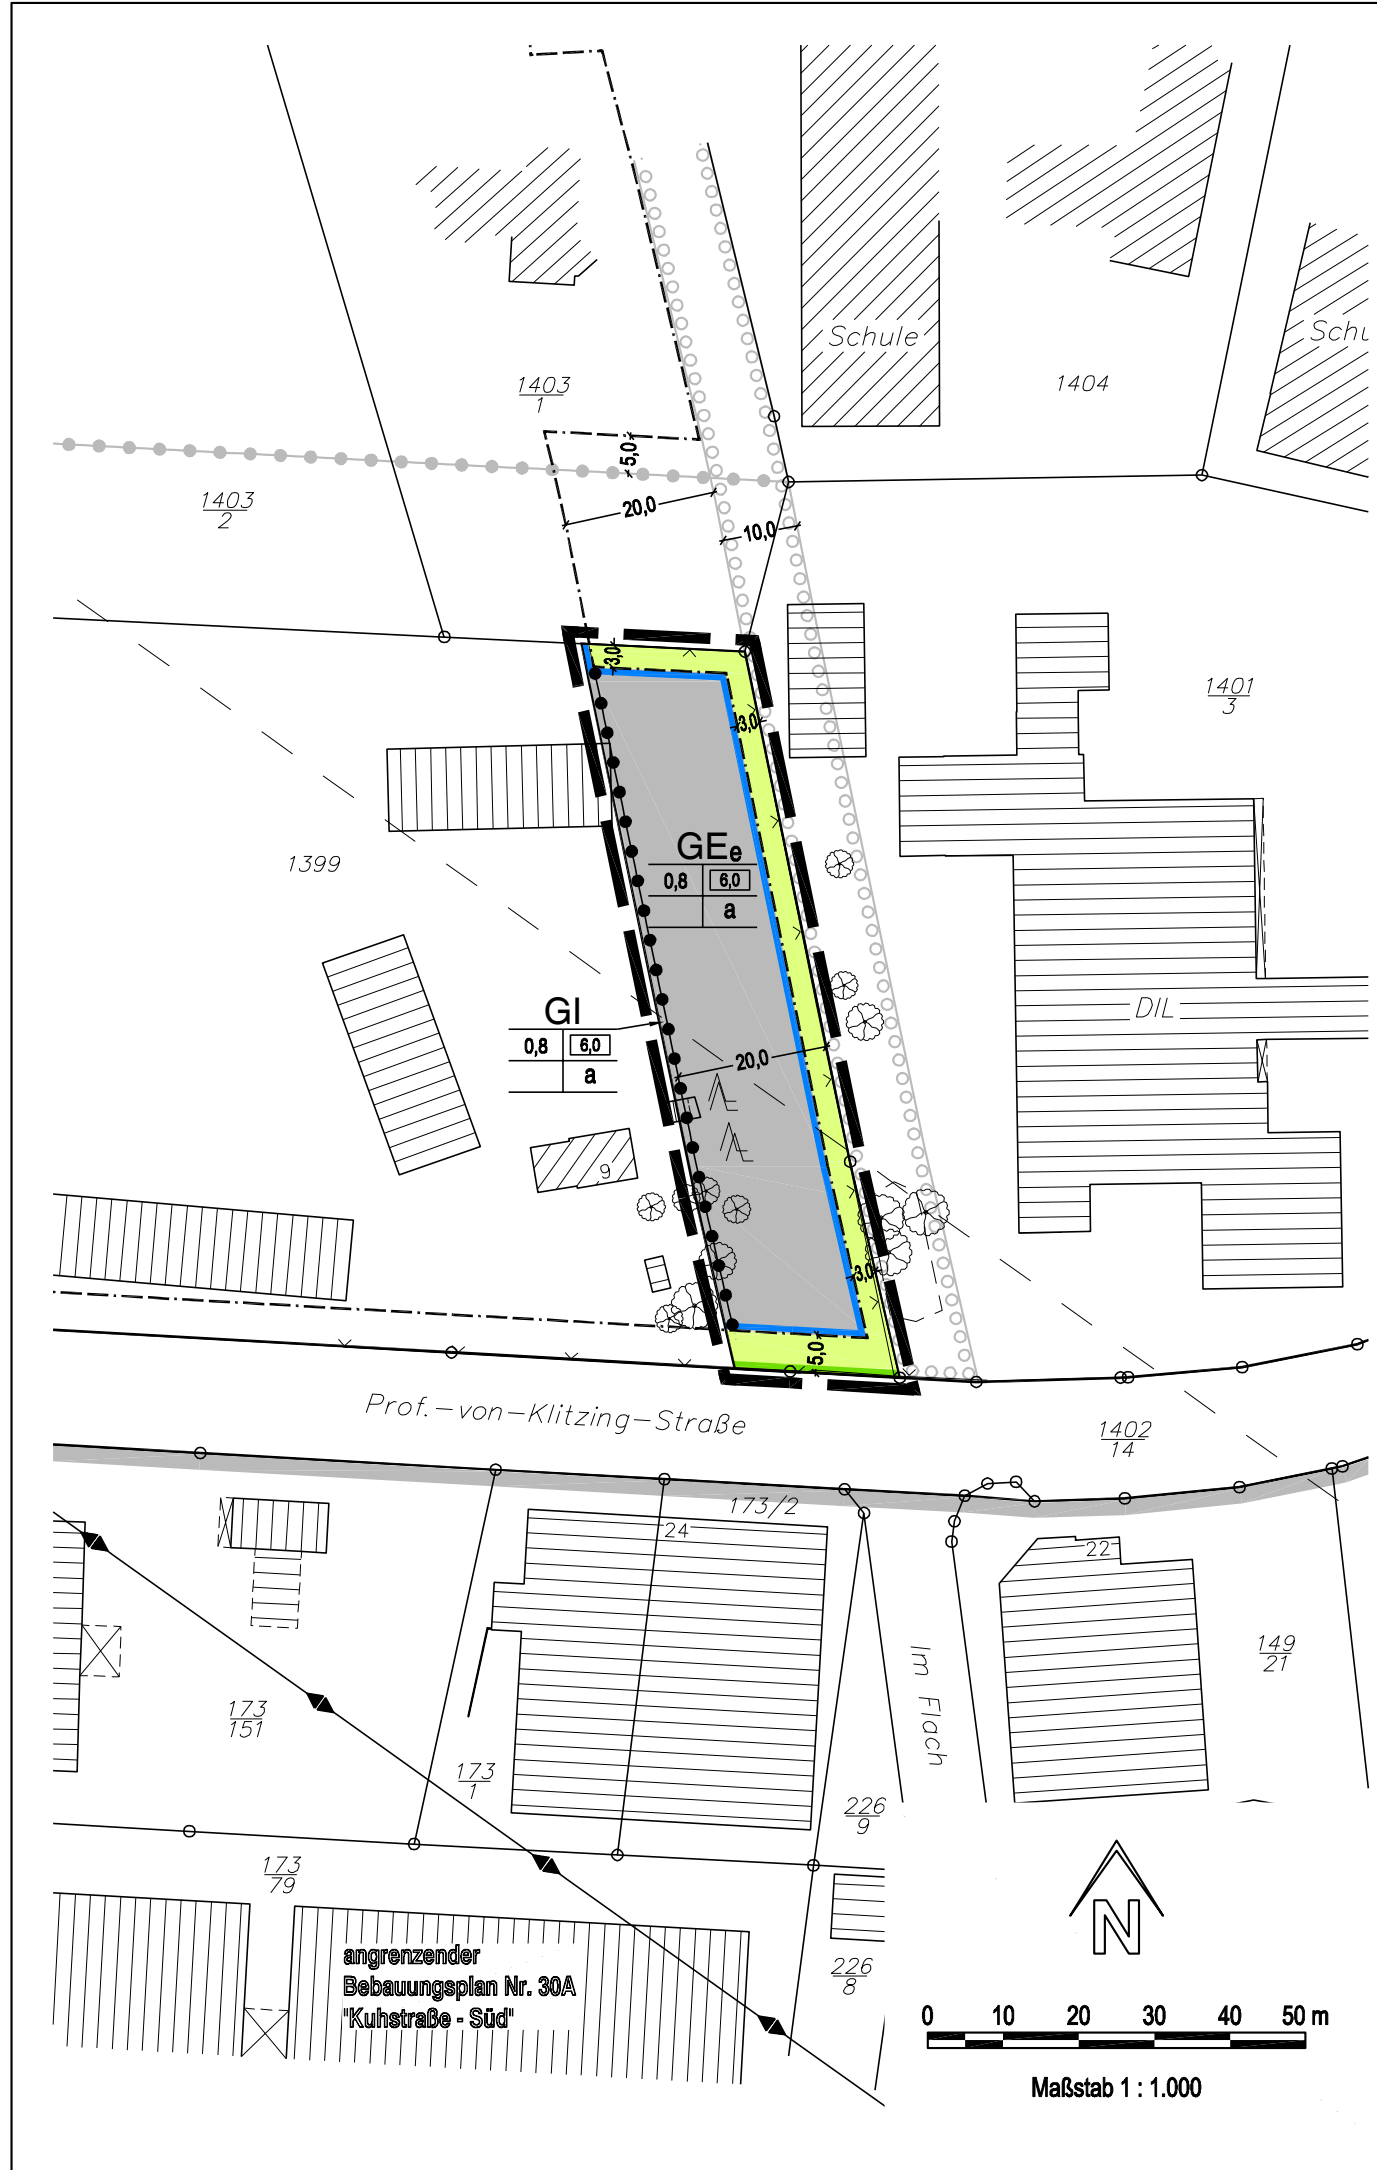 Schule
Schu
1403
1
1404
5,0
1403
2
20,0
10,0
3,0
1401
3
3,0
GEe
0,8 6,0
a
1399
GI
0,8 6,0
a
DIL
20,0
9
3,0
5,0
Prof.-von-Klitzing-Straße
1402
14
173/2
24
22
149
21
Im Flach
173
151
173
1
226
9
173
79
N
angrenzender
Bebauungsplan Nr. 30A
"Kuhstraße - Süd"
226
8
0 10 20 30 40 50 m
Maßstab 1 : 1.000